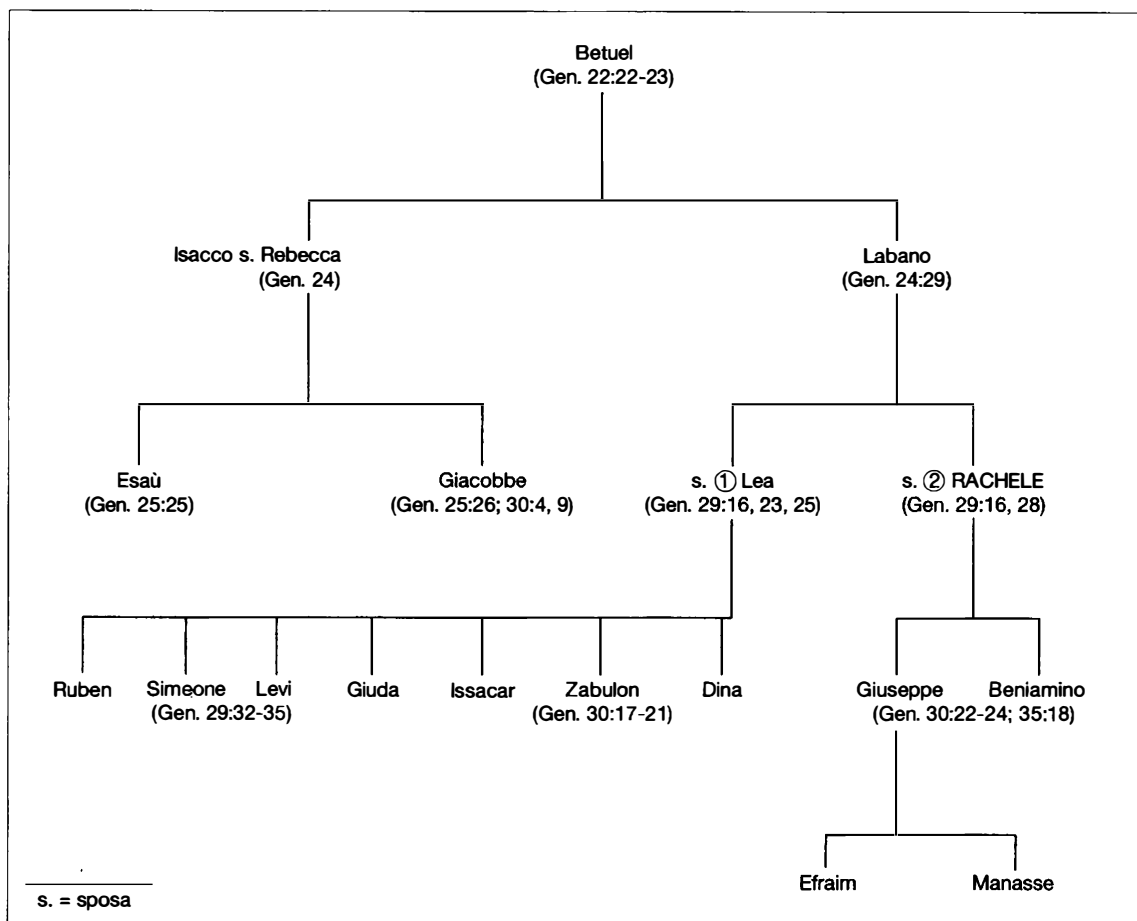 Betuel
(Gen. 22:22-23)
Isacco s. Rebecca
(Gen. 24)
Labano
(Gen. 24:29)
Esaù
(Gen. 25:25)
Giacobbe
(Gen. 25:26; 30:4, 9)
s. ① Lea
(Gen. 29:16, 23, 25)
s. ② RACHELE
(Gen. 29:16, 28)
Ruben Simeone Levi Giuda Issacar Zabulon Dina
(Gen. 29:32-35) (Gen. 30:17-21)
Giuseppe Beniamino
(Gen. 30:22-24; 35:18)
Efraim Manasse
s. = sposa